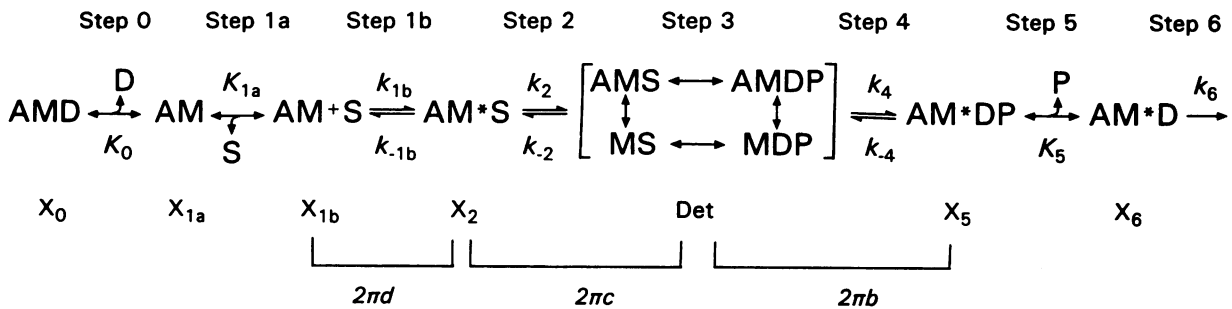 Step 0 Step 1a Step 1b Step 2 Step 3 Step 4 Step 5 Step 6
D K1a k1b k2 AMS AMDP k4 P k6
AMD AM AM+S AM*S AM*DP AM*D
K0 S k-1b k-2 MS MDP k-4 K5
X0 X1a X1b X2 Det X5 X6
2πd 2πc 2πb